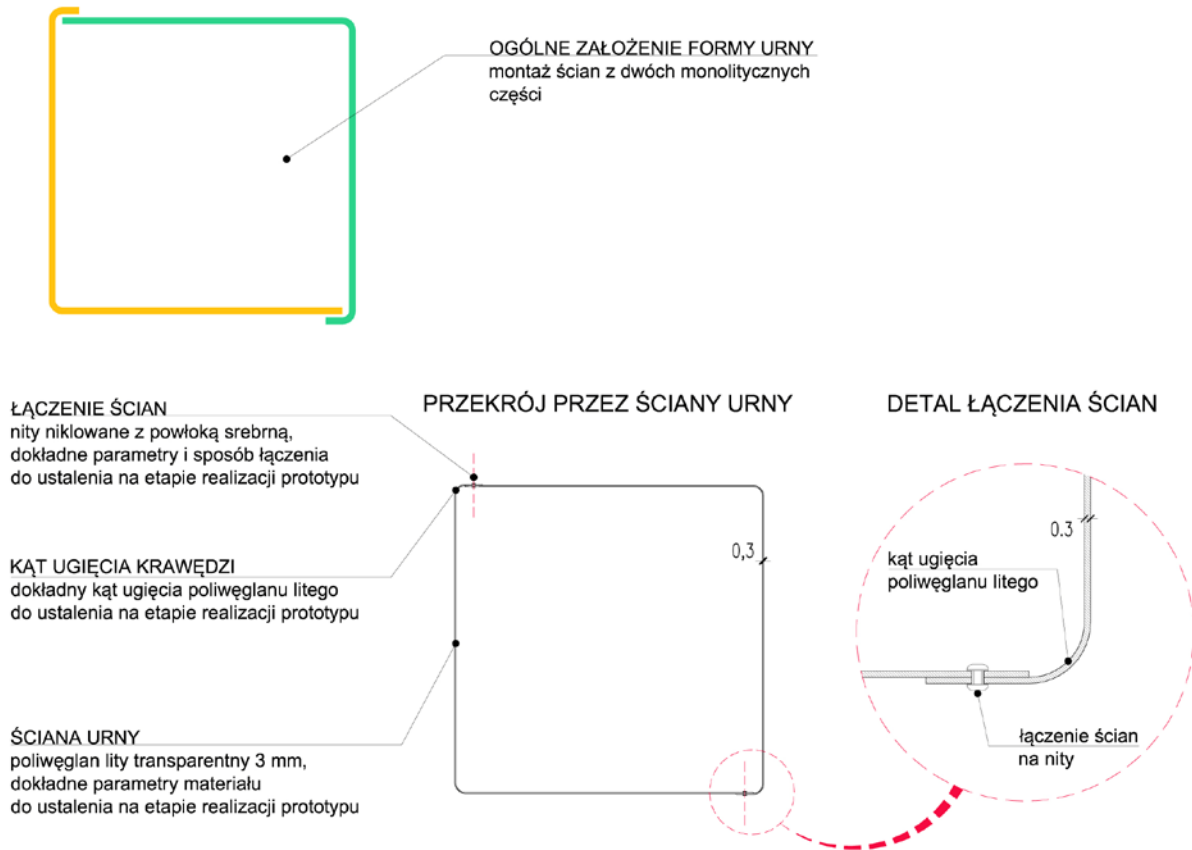 OGÓLNE ZAŁOŻENIE FORMY URNY
montaż ścian z dwóch monolitycznych
części
ŁĄCZENIE ŚCIAN
nity niklowane z powłoką srebrną,
dokładne parametry i sposób łączenia
do ustalenia na etapie realizacji prototypu
KĄT UGIĘCIA KRAWĘDZI
dokładny kąt ugięcia poliwęglanu litego
do ustalenia na etapie realizacji prototypu
ŚCIANA URNY
poliwęglan lity transparentny 3 mm,
dokładne parametry materiału
do ustalenia na etapie realizacji prototypu
PRZEKRÓJ PRZEZ ŚCIANY URNY
0,3
DETAL ŁĄCZENIA ŚCIAN
0.3
kąt ugięcia
poliwęglanu litego
łączenie ścian
na nity